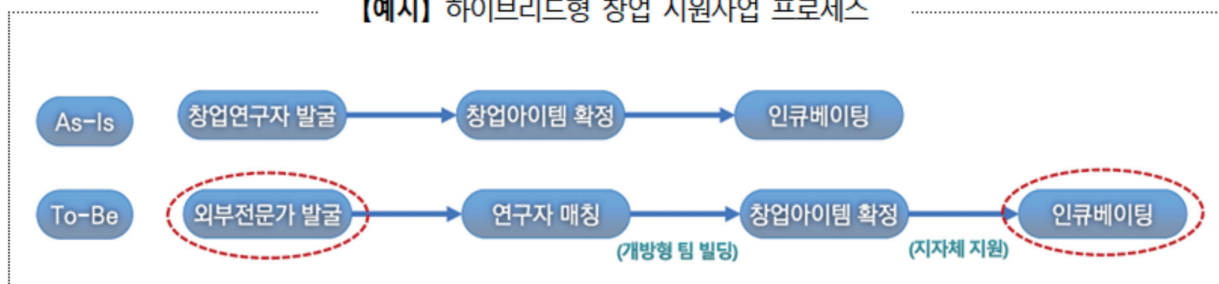 【예시】 하이브리드형 창업 지원사업 프로세스
As-Is 창업연구자 발굴 창업아이템 확정 인큐베이팅
To-Be 외부전문가 발굴 연구자 매칭 창업아이템 확정 인큐베이팅
(개방형 팀 빌딩) (지자체 지원)